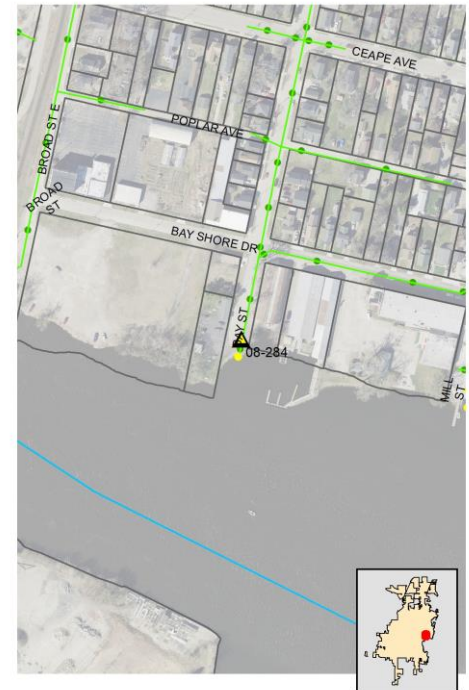 CEAPE AVE
POPLAR AVE
BROAD ST E
BROAD
ST
BAY SHORE DR
BAY ST
08-284
MILL
ST